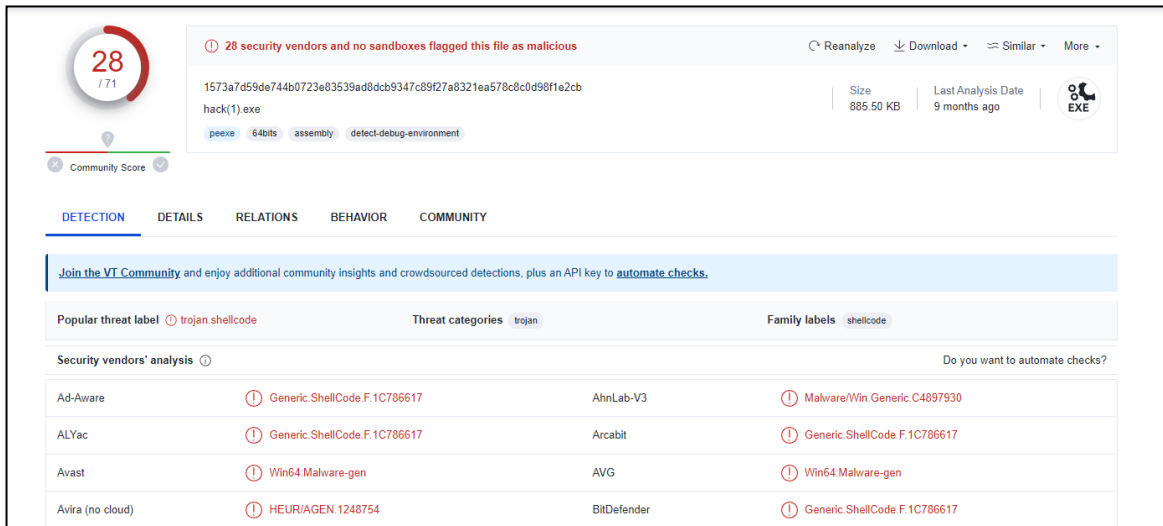 28
/ 71
?
Community Score
28 security vendors and no sandboxes flagged this file as malicious
Reanalyze Download Similar More
1573a7d59de744b0723e83539ad8dcb9347c89f27a8321ea578c8c0d98f1e2cb
hack(1).exe
peexe 64bits assembly detect-debug-environment
Size
885.50 KB
Last Analysis Date
9 months ago
EXE
DETECTION DETAILS RELATIONS BEHAVIOR COMMUNITY
Join the VT Community and enjoy additional community insights and crowdsourced detections, plus an API key to automate checks.
Popular threat label trojan.shellcode Threat categories trojan Family labels shellcode
Security vendors' analysis Do you want to automate checks?
Ad-Aware Generic.ShellCode.F.1C786617 AhnLab-V3 Malware/Win.Generic.C4897930
ALYac Generic.ShellCode.F.1C786617 Arcabit Generic.ShellCode.F.1C786617
Avast Win64:Malware-gen AVG Win64:Malware-gen
Avira (no cloud) HEUR/AGEN.1248754 BitDefender Generic.ShellCode.F.1C786617